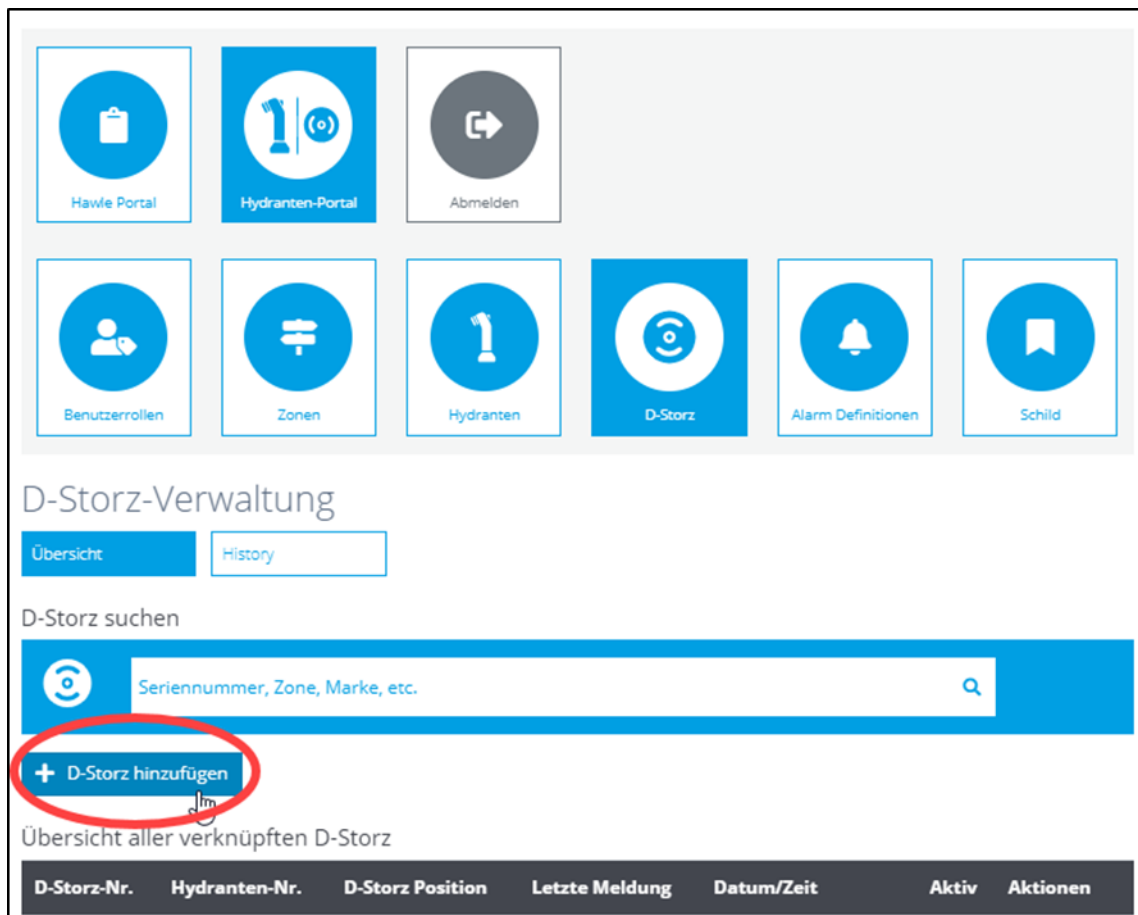 Hawle Portal Hydranten-Portal Abmelden
Benutzerrollen Zonen Hydranten D-Storz Alarm Definitionen Schild
D-Storz-Verwaltung
Übersicht History
D-Storz suchen
Seriennummer, Zone, Marke, etc.
D-Storz hinzufügen
Übersicht aller verknüpften D-Storz
D-Storz-Nr. Hydranten-Nr. D-Storz Position Letzte Meldung Datum/Zeit Aktiv Aktionen